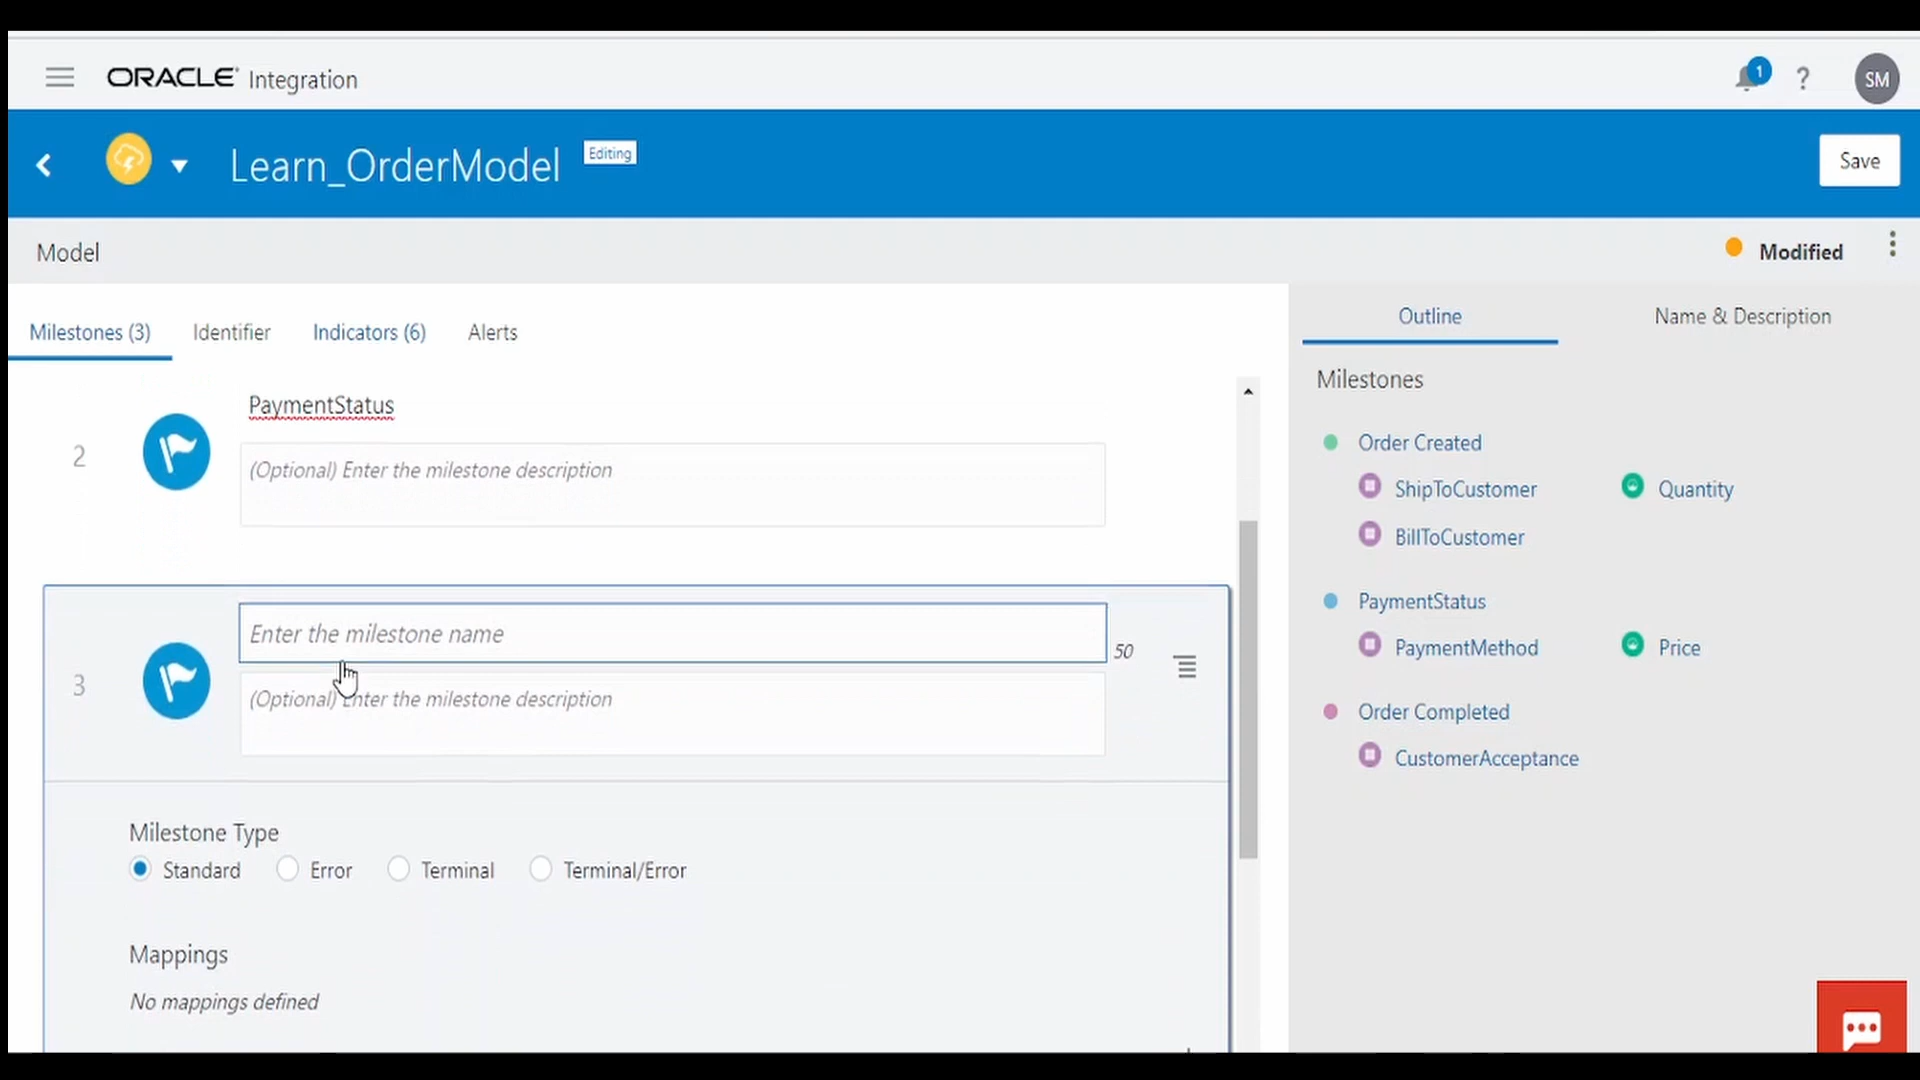 ORACLE Integration
1
?
SM
Learn_OrderModel
Editing
Save
Model
Modified
Milestones (3)
Identifier
Indicators (6)
Alerts
Outline
Name & Description
2
PaymentStatus
(Optional) Enter the milestone description
3
Enter the milestone name
50
(Optional) Enter the milestone description
Milestone Type
Standard
Error
Terminal
Terminal/Error
Mappings
No mappings defined
Milestones
Order Created
ShipToCustomer
Quantity
BillToCustomer
PaymentStatus
PaymentMethod
Price
Order Completed
CustomerAcceptance